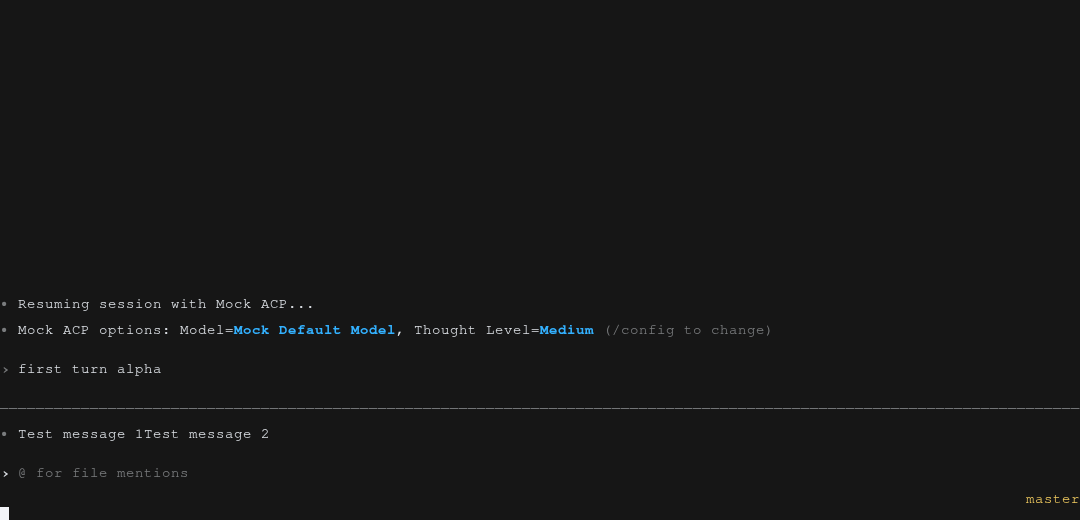 • Resuming session with Mock ACP...
• Mock ACP options: Model=Mock Default Model, Thought Level=Medium (/config to change)
› first turn alpha
• Test message 1Test message 2
› @ for file mentions
master